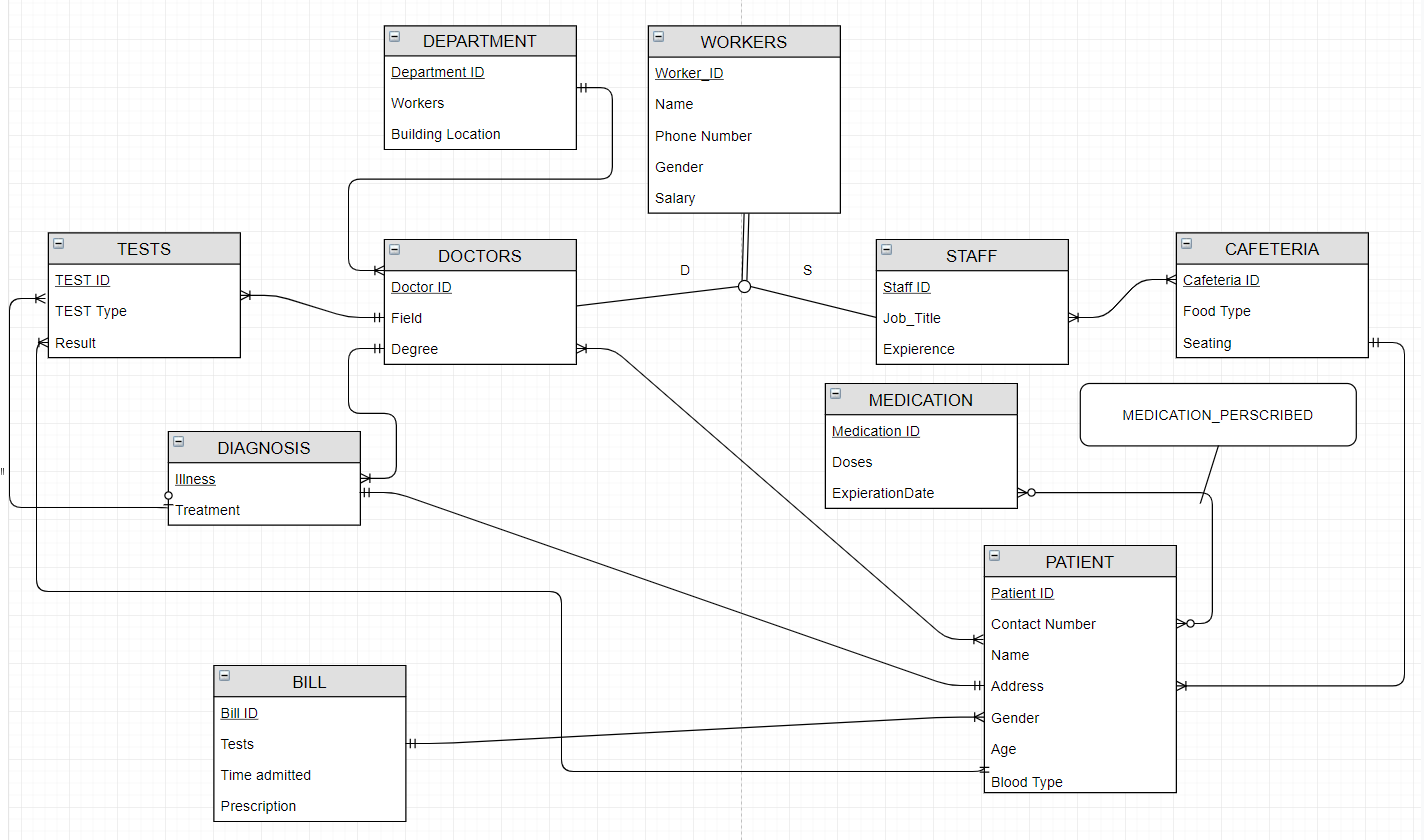 DEPARTMENT
Department ID
Workers
Building Location
WORKERS
Worker_ID
Name
Phone Number
Gender
Salary
TESTS
TEST ID
TEST Type
Result
DOCTORS
Doctor ID
Field
Degree
D
S
STAFF
Staff ID
Job_Title
Expierence
CAFETERIA
Cafeteria ID
Food Type
Seating
MEDICATION
Medication ID
Doses
ExpierationDate
MEDICATION_PERSCRIBED
DIAGNOSIS
Illness
Treatment
"
PATIENT
Patient ID
Contact Number
Name
Address
Gender
Age
Blood Type
BILL
Bill ID
Tests
Time admitted
Prescription